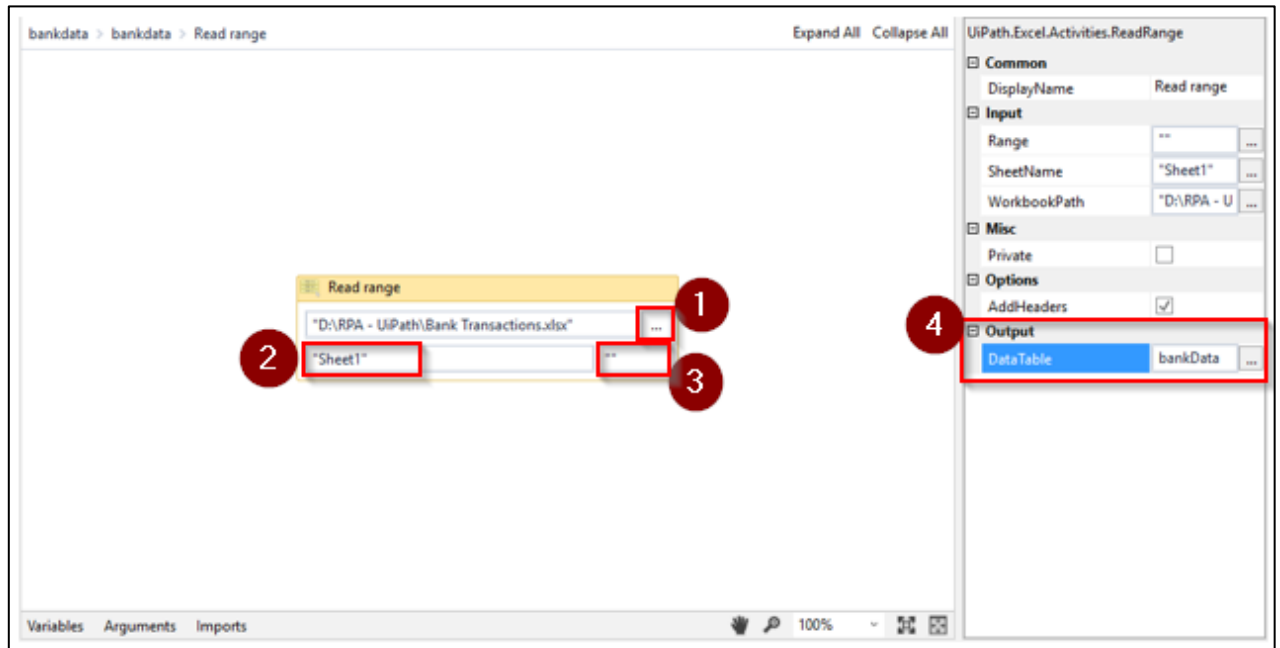 bankdata > bankdata > Read range
Expand All Collapse All
Read range
1
"D:\RPA - UiPath\Bank Transactions.xlsx" ...
2
"Sheet1" ""
3
Variables Arguments Imports
100%
UiPath.Excel.Activities.ReadRange
Common
DisplayName Read range
Input
Range "" ...
SheetName "Sheet1" ...
WorkbookPath "D:\RPA - U ...
Misc
Private
Options
AddHeaders
4
Output
DataTable bankData ...